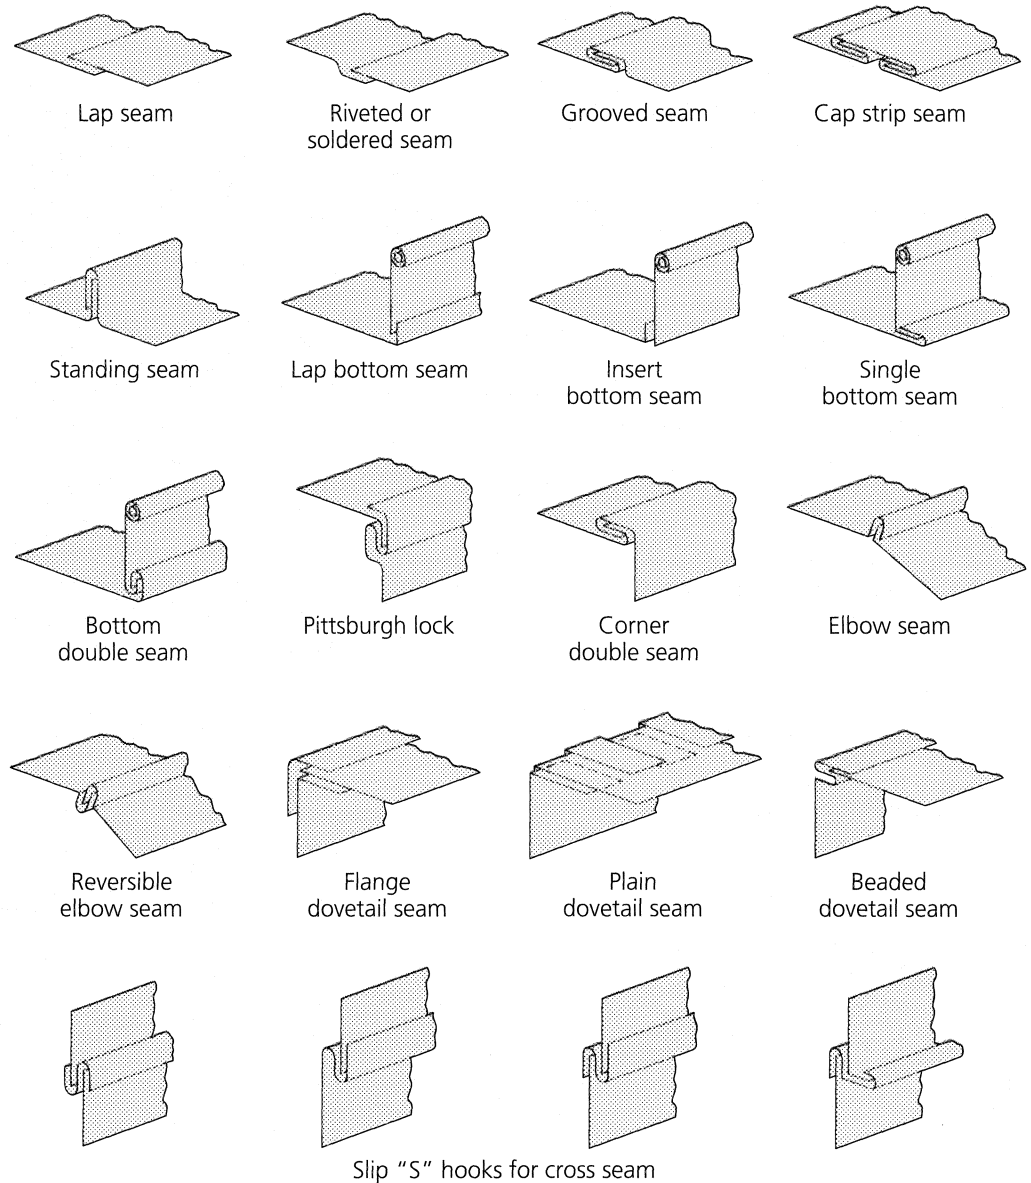 Lap seam
Riveted or
soldered seam
Grooved seam
Cap strip seam
Standing seam
Lap bottom seam
Insert
bottom seam
Single
bottom seam
Bottom
double seam
Pittsburgh lock
Corner
double seam
Elbow seam
Reversible
elbow seam
Flange
dovetail seam
Plain
dovetail seam
Beaded
dovetail seam
Slip “S” hooks for cross seam